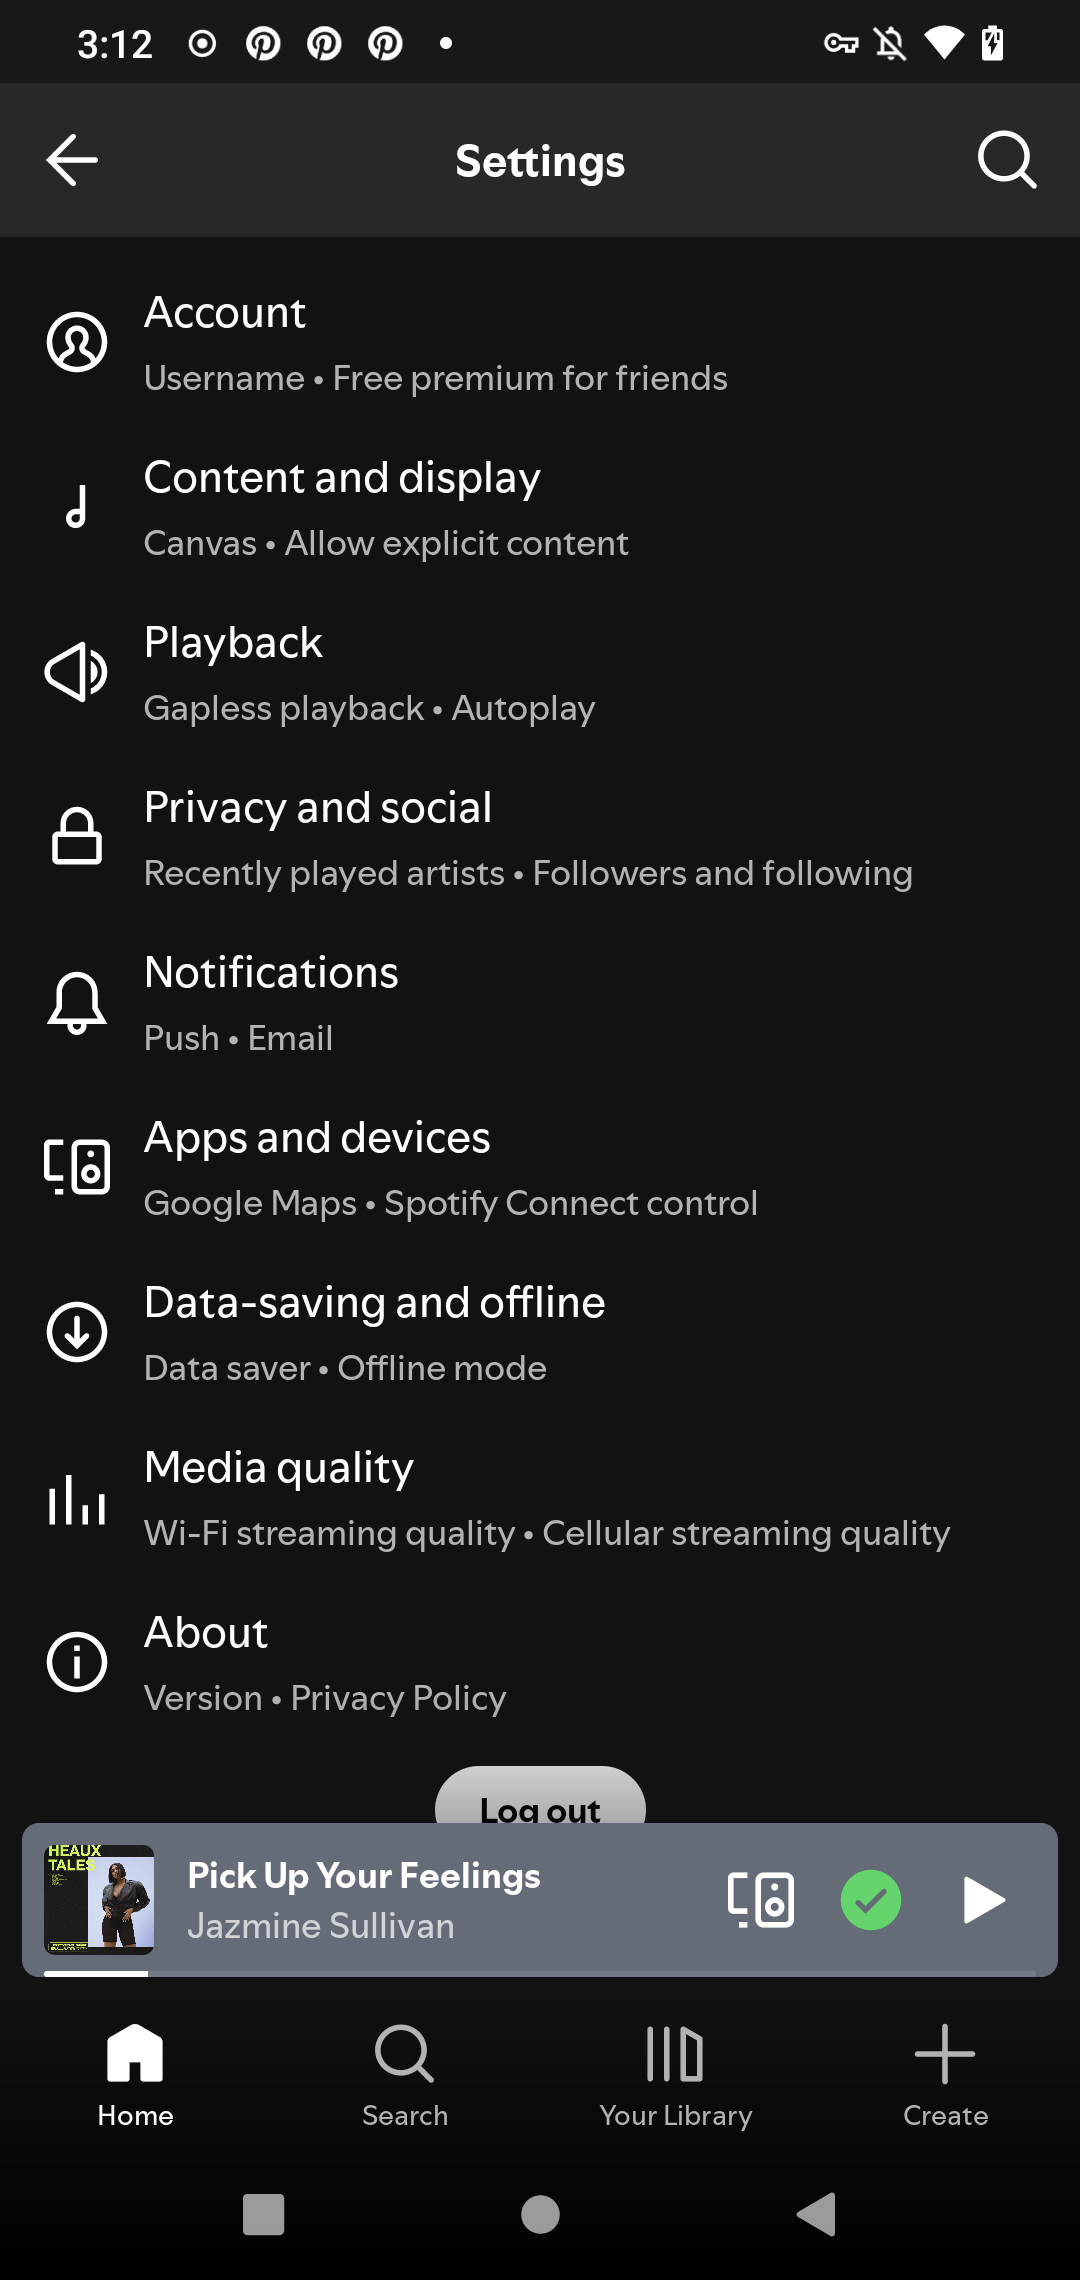 3:12
Settings
Account
Username • Free premium for friends
Content and display
Canvas • Allow explicit content
Playback
Gapless playback • Autoplay
Privacy and social
Recently played artists • Followers and following
Notifications
Push • Email
Apps and devices
Google Maps • Spotify Connect control
Data-saving and offline
Data saver • Offline mode
Media quality
Wi-Fi streaming quality • Cellular streaming quality
About
Version • Privacy Policy
Log out
HEAUX
TALES
Pick Up Your Feelings
Jazmine Sullivan
Home
Search
Your Library
Create